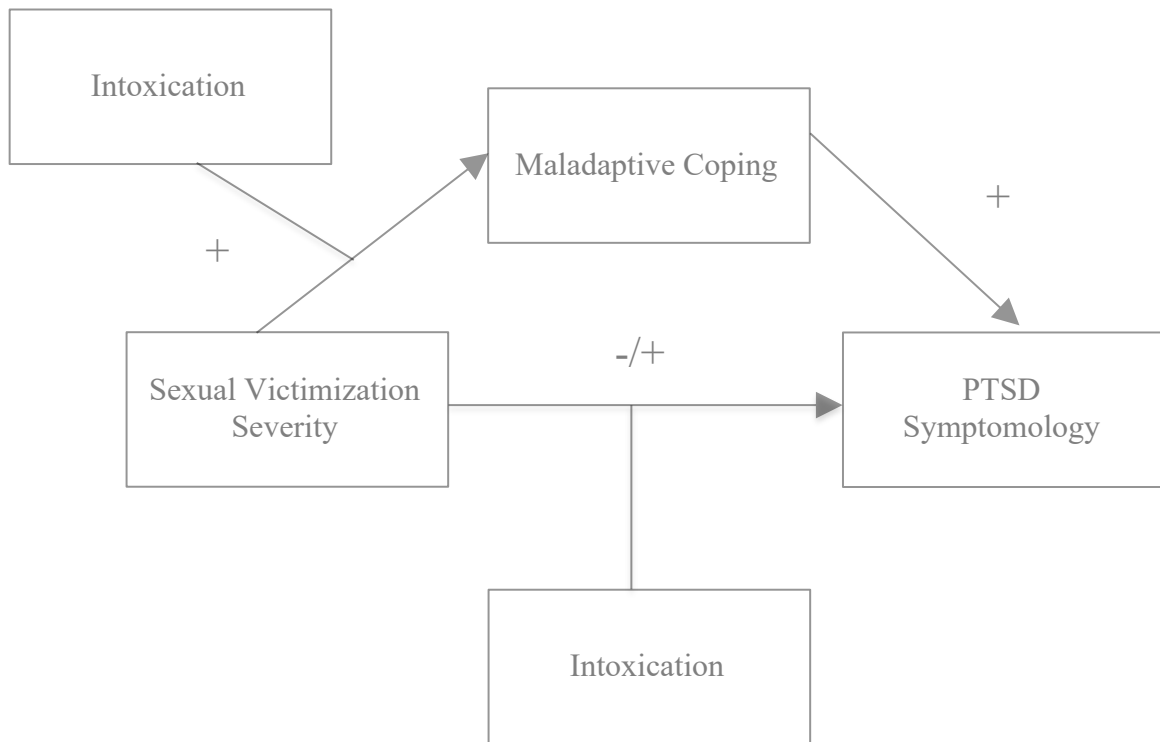 Intoxication
Maladaptive Coping
+
+
Sexual Victimization
Severity
-/+
PTSD
Symptomology
Intoxication